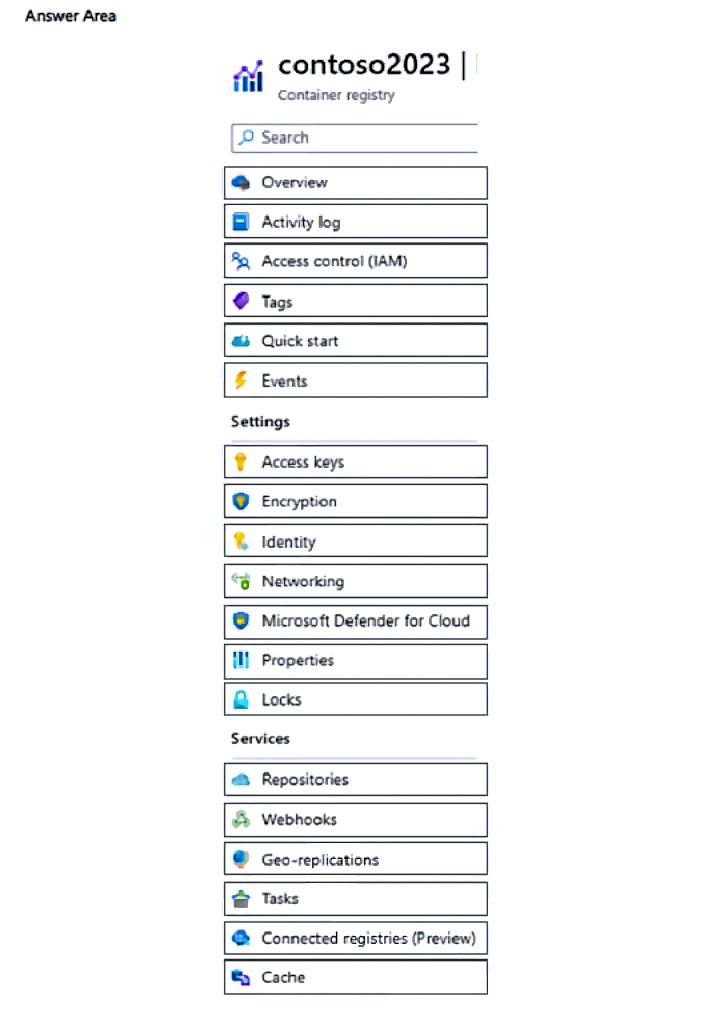 Answer Area
contoso2023 |
Container registry
Search
Overview
Activity log
Access control (IAM)
Tags
Quick start
Events
Settings
Access keys
Encryption
Identity
Networking
Microsoft Defender for Cloud
Properties
Locks
Services
Repositories
Webhooks
Geo-replications
Tasks
Connected registries (Preview)
Cache